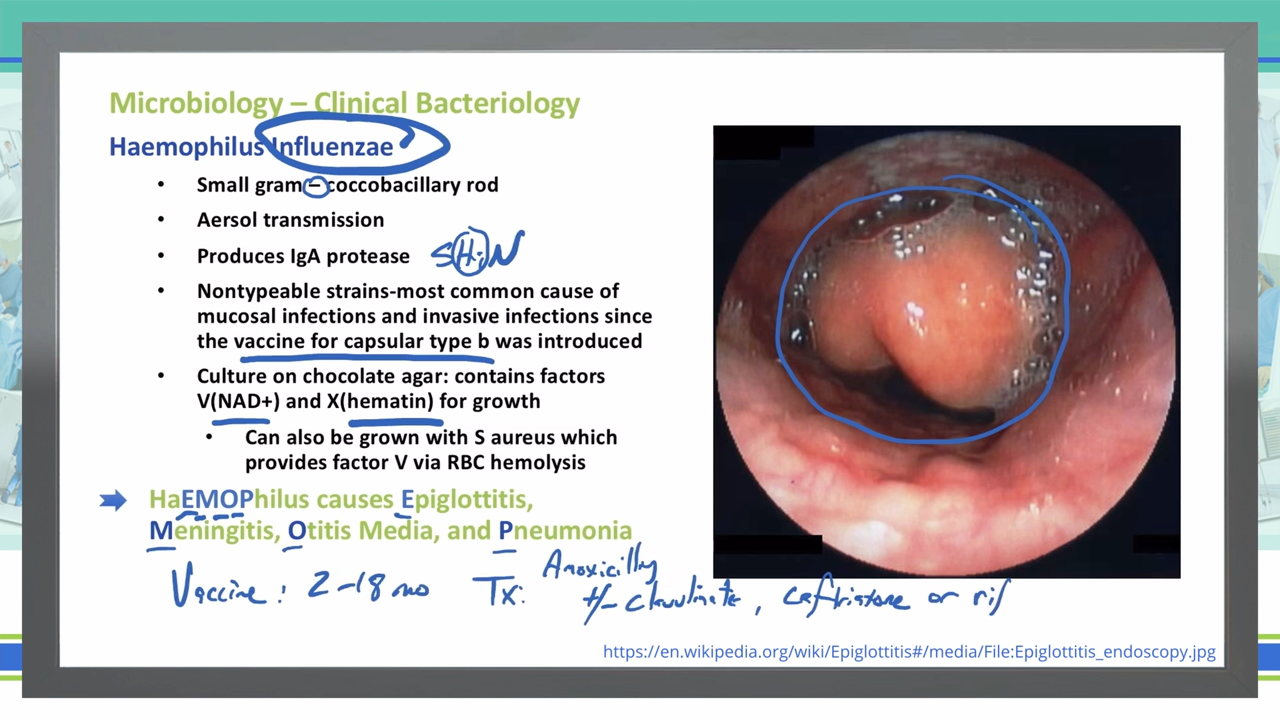 Microbiology – Clinical Bacteriology
Haemophilus Influenzae
• Small gram – coccobacillary rod
• Aersol transmission
• Produces IgA protease SHiN
• Nontypeable strains-most common cause of
mucosal infections and invasive infections since
the vaccine for capsular type b was introduced
• Culture on chocolate agar: contains factors
V(NAD+) and X(hematin) for growth
• Can also be grown with S aureus which
provides factor V via RBC hemolysis
HaEMOPhilus causes Epiglottitis,
Meningitis, Otitis Media, and Pneumonia
Vaccine: 2-18 mo Tx: Amoxicillin
+/- clavulinate, ceftriaxone or rif
https://en.wikipedia.org/wiki/Epiglottitis#/media/File:Epiglottitis_endoscopy.jpg